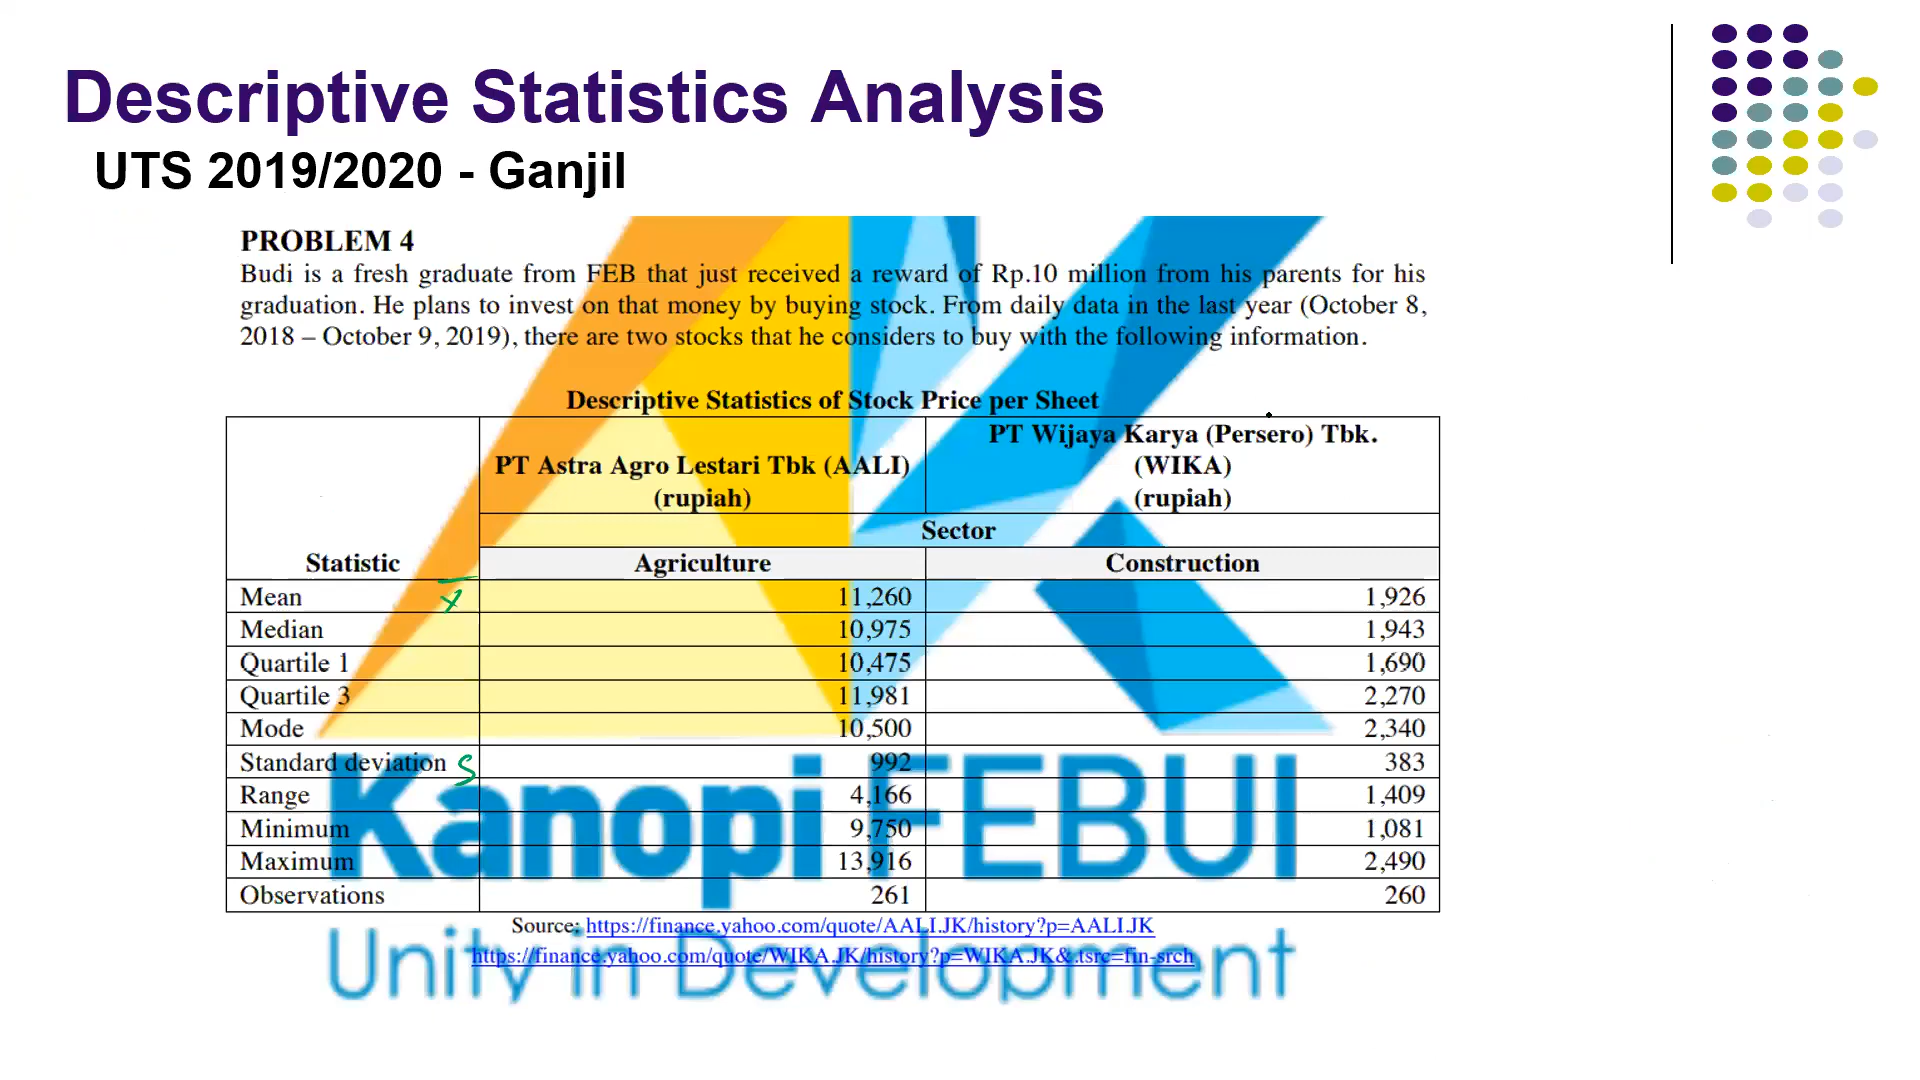 Descriptive Statistics Analysis
UTS 2019/2020 - Ganjil
PROBLEM 4
Budi is a fresh graduate from FEB that just received a reward of Rp.10 million from his parents for his
graduation. He plans to invest on that money by buying stock. From daily data in the last year (October 8,
2018 – October 9, 2019), there are two stocks that he considers to buy with the following information.
Descriptive Statistics of Stock Price per Sheet
Statistic
PT Astra Agro Lestari Tbk (AALI)
(rupiah)
PT Wijaya Karya (Persero) Tbk.
(WIKA)
(rupiah)
Sector
Agriculture Construction
Mean x̄ 11,260 1,926
Median 10,975 1,943
Quartile 1 10,475 1,690
Quartile 3 11,981 2,270
Mode 10,500 2,340
Standard deviation S 992 383
Range 4,166 1,409
Minimum 9,750 1,081
Maximum 13,916 2,490
Observations 261 260
Source: https://finance.yahoo.com/quote/AALI.JK/history?p=AALI.JK
https://finance.yahoo.com/quote/WIKA.JK/history?p=WIKA.JK&.tsrc=fin-srch
Kanopi FEBUI
Unity in Development